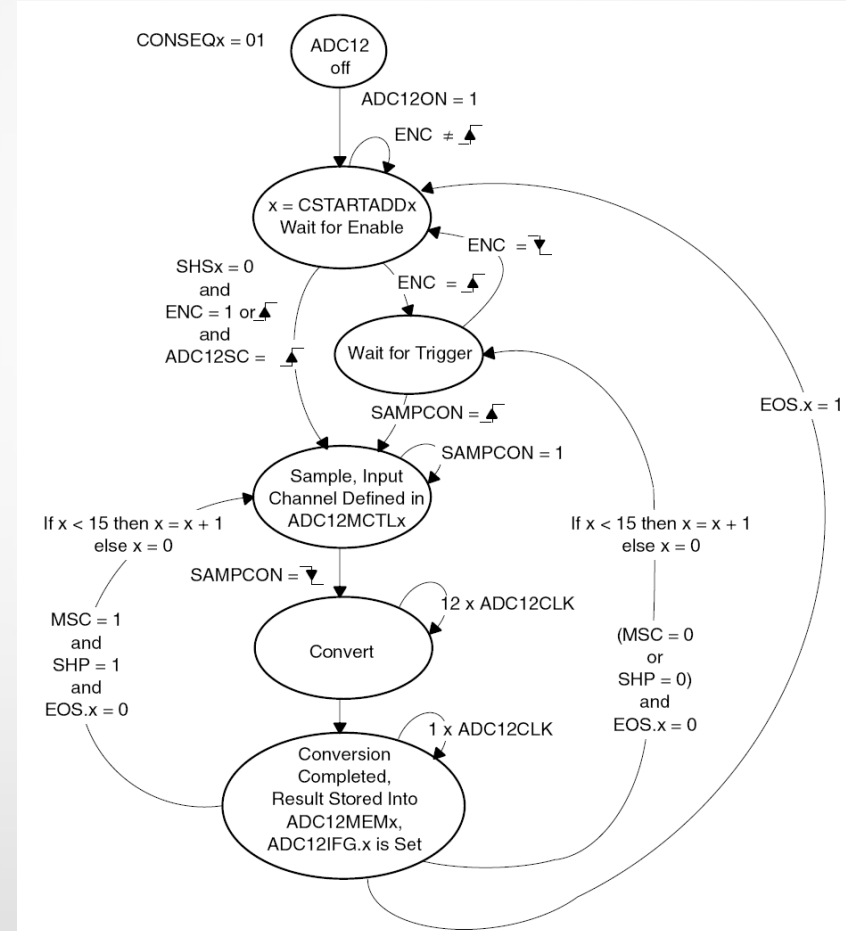 CONSEQx = 01
ADC12
off
ADC12ON = 1
ENC ≠
x = CSTARTADDx
Wait for Enable
ENC =
SHSx = 0
and
ENC = 1 or
and
ADC12SC =
ENC =
Wait for Trigger
EOS.x = 1
SAMPCON =
SAMPCON = 1
Sample, Input
Channel Defined in
ADC12MCTLx
If x < 15 then x = x + 1
else x = 0
If x < 15 then x = x + 1
else x = 0
SAMPCON =
12 x ADC12CLK
MSC = 1
and
SHP = 1
and
EOS.x = 0
Convert
(MSC = 0
or
SHP = 0)
and
EOS.x = 0
1 x ADC12CLK
Conversion
Completed,
Result Stored Into
ADC12MEMx,
ADC12IFG.x is Set